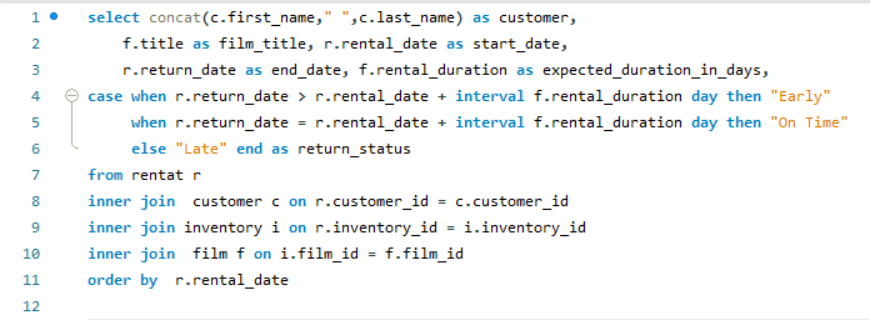 1 select concat(c.first_name," ",c.last_name) as customer,
2 f.title as film_title, r.rental_date as start_date,
3 r.return_date as end_date, f.rental_duration as expected_duration_in_days,
4 case when r.return_date > r.rental_date + interval f.rental_duration day then "Early"
5 when r.return_date = r.rental_date + interval f.rental_duration day then "On Time"
6 else "Late" end as return_status
7 from rentat r
8 inner join  customer c on r.customer_id = c.customer_id
9 inner join inventory i on r.inventory_id = i.inventory_id
10 inner join  film f on i.film_id = f.film_id
11 order by  r.rental_date
12